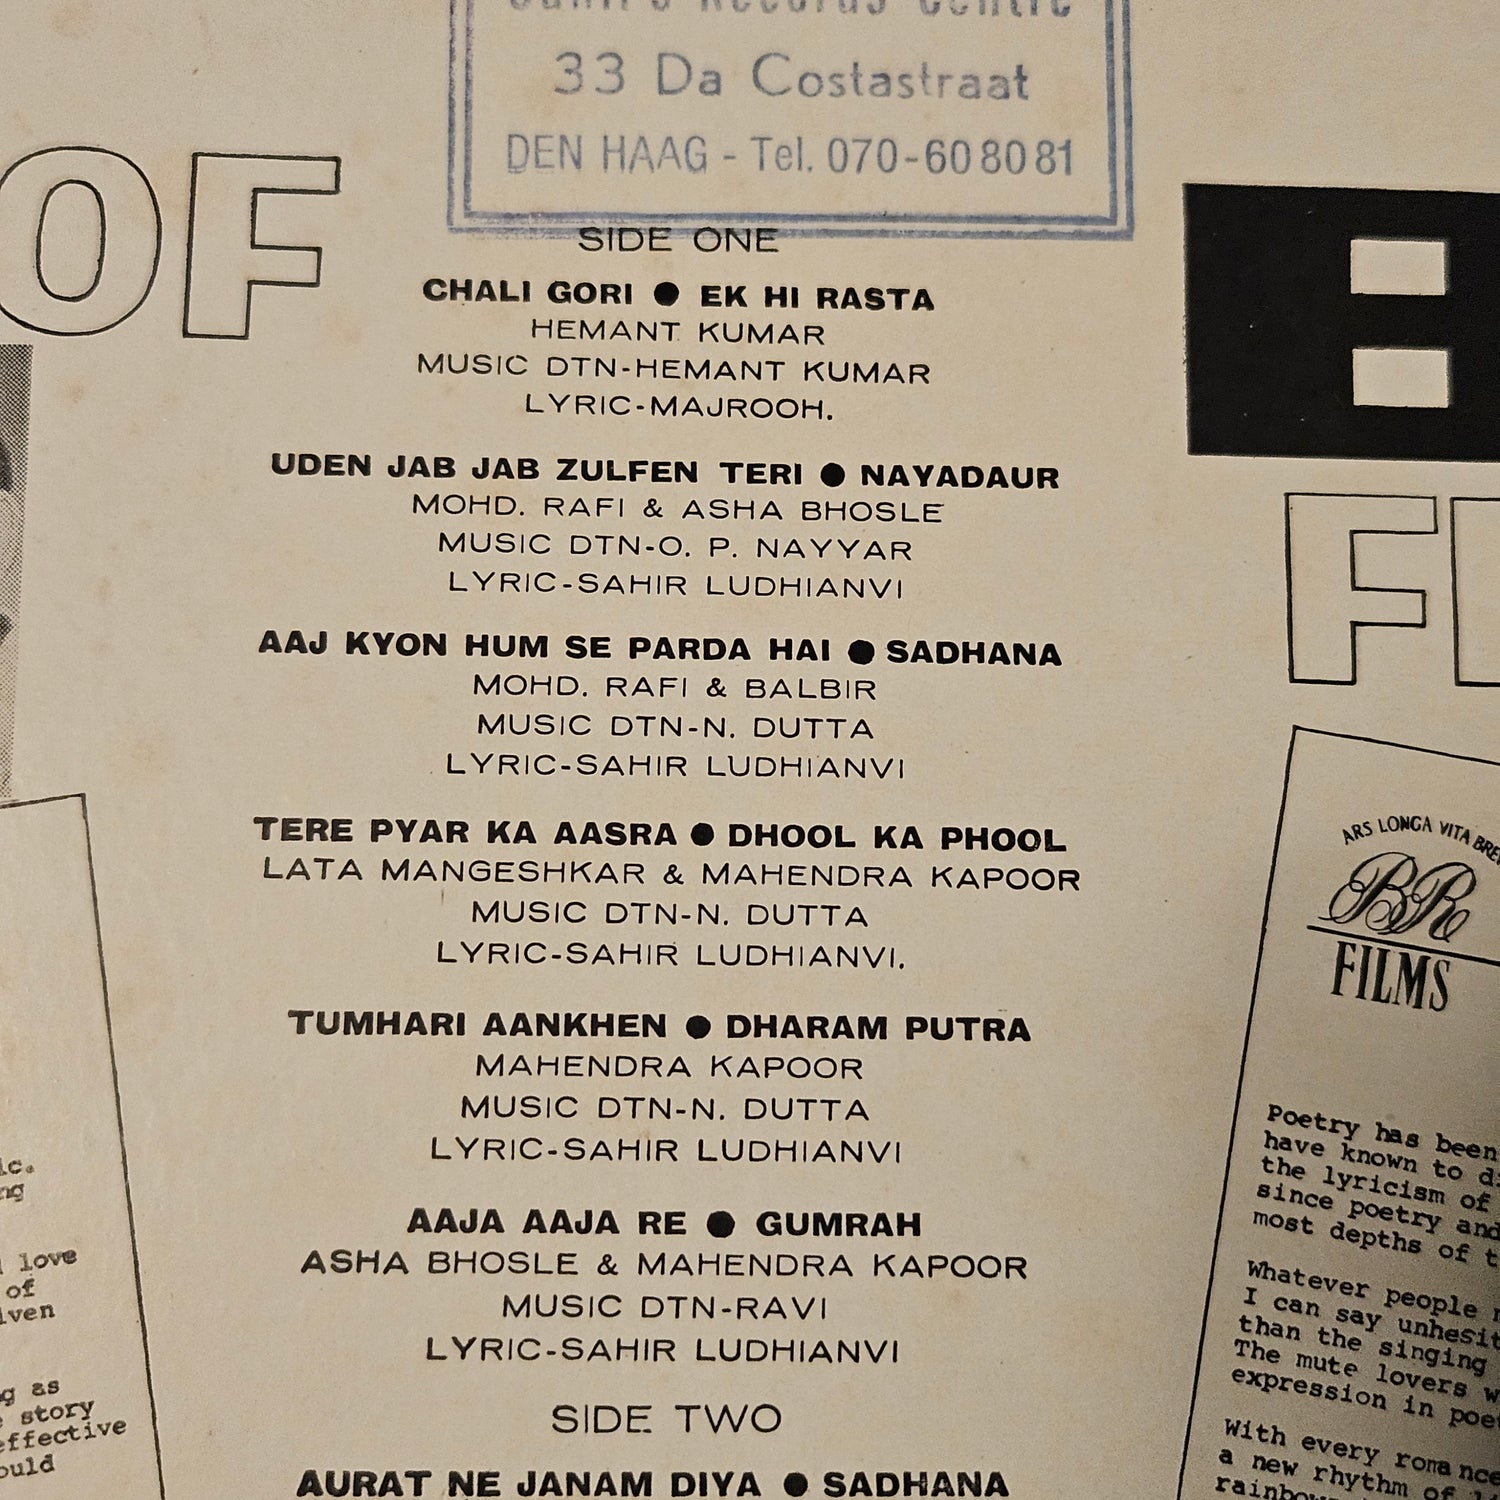 Records Centre
33 Da Costastraat
DEN HAAG - Tel. 070-608081
OF
SIDE ONE
CHALI GORI ● EK HI RASTA
HEMANT KUMAR
MUSIC DTN-HEMANT KUMAR
LYRIC-MAJROOH.
UDEN JAB JAB ZULFEN TERI ● NAYADAUR
MOHD. RAFI & ASHA BHOSLE
MUSIC DTN-O. P. NAYYAR
LYRIC-SAHIR LUDHIANVI
AAJ KYON HUM SE PARDA HAI ● SADHANA
MOHD. RAFI & BALBIR
MUSIC DTN-N. DUTTA
LYRIC-SAHIR LUDHIANVI
TERE PYAR KA AASRA ● DHOOL KA PHOOL
LATA MANGESHKAR & MAHENDRA KAPOOR
MUSIC DTN-N. DUTTA
LYRIC-SAHIR LUDHIANVI.
TUMHARI AANKHEN ● DHARAM PUTRA
MAHENDRA KAPOOR
MUSIC DTN-N. DUTTA
LYRIC-SAHIR LUDHIANVI
AAJA AAJA RE ● GUMRAH
ASHA BHOSLE & MAHENDRA KAPOOR
MUSIC DTN-RAVI
LYRIC-SAHIR LUDHIANVI
SIDE TWO
AURAT NE JANAM DIYA ● SADHANA
love
of
as
story
effective
B
F
ARS LONGA VITA
BR
FILMS
Poetry has been
have known to
the lyricism of
since poetry and
most depths of
Whatever people
I can say
than the singing
The mute lovers
expression in
With every romance
a new rhythm of